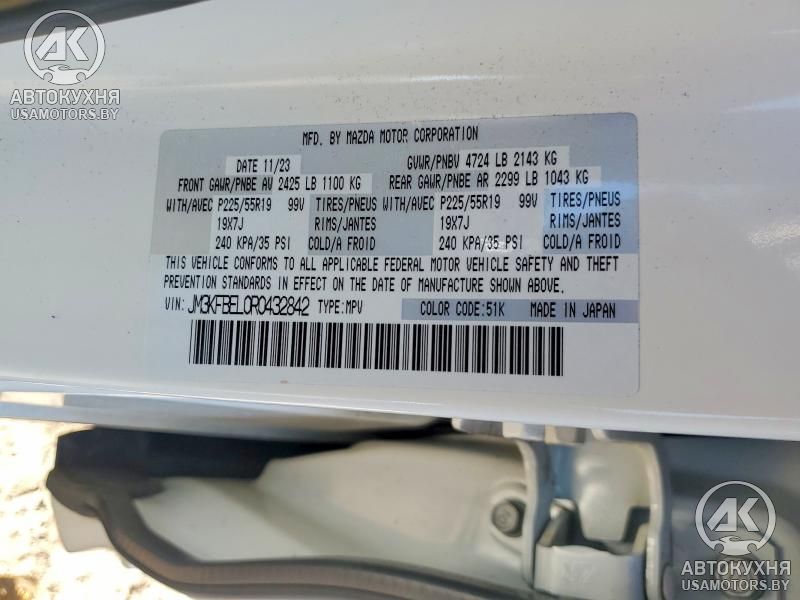 AK
АВТОКУХНЯ
USAMOTORS.BY
MFD. BY MAZDA MOTOR CORPORATION
DATE 11/23 GVWR/PNBV 4724 LB 2143 KG
FRONT GAWR/PNBE AV 2425 LB 1100 KG REAR GAWR/PNBE AR 2299 LB 1043 KG
WITH/AVEC P225/55R19 99V TIRES/PNEUS WITH/AVEC P225/55R19 99V TIRES/PNEUS
19X7J RIMS/JANTES 19X7J RIMS/JANTES
240 KPA/35 PSI COLD/A FROID 240 KPA/35 PSI COLD/A FROID
THIS VEHICLE CONFORMS TO ALL APPLICABLE FEDERAL MOTOR VEHICLE SAFETY AND THEFT
PREVENTION STANDARDS IN EFFECT ON THE DATE OF MANUFACTURE SHOWN ABOVE.
VIN: JM3KFBEL0R0432842 TYPE:MPV COLOR CODE:51K MADE IN JAPAN
AK
АВТОКУХНЯ
USAMOTORS.BY